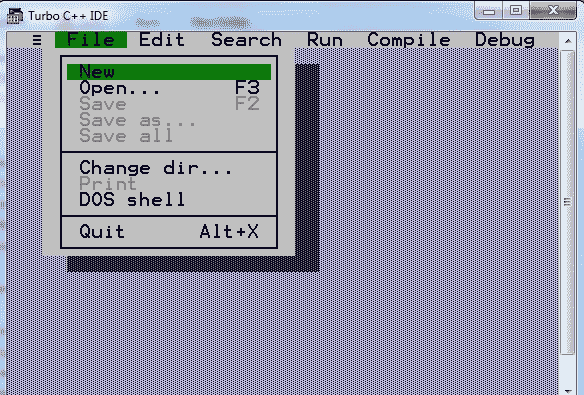 Turbo C++ IDE
≡ File Edit Search Run Compile Debug
New
Open... F3
Save F2
Save as...
Save all
Change dir...
Print
DOS shell
Quit Alt+X